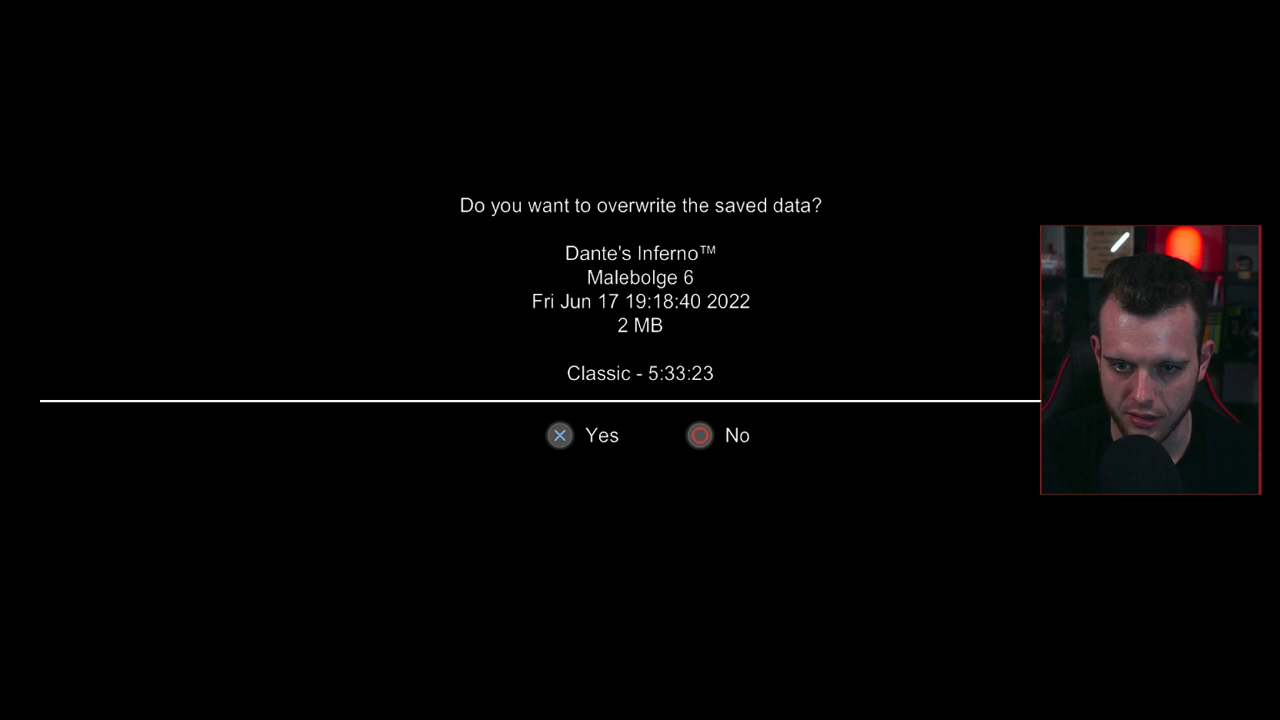 Do you want to overwrite the saved data?
Dante's Inferno™
Malebolge 6
Fri Jun 17 19:18:40 2022
2 MB
Classic - 5:33:23
Yes No